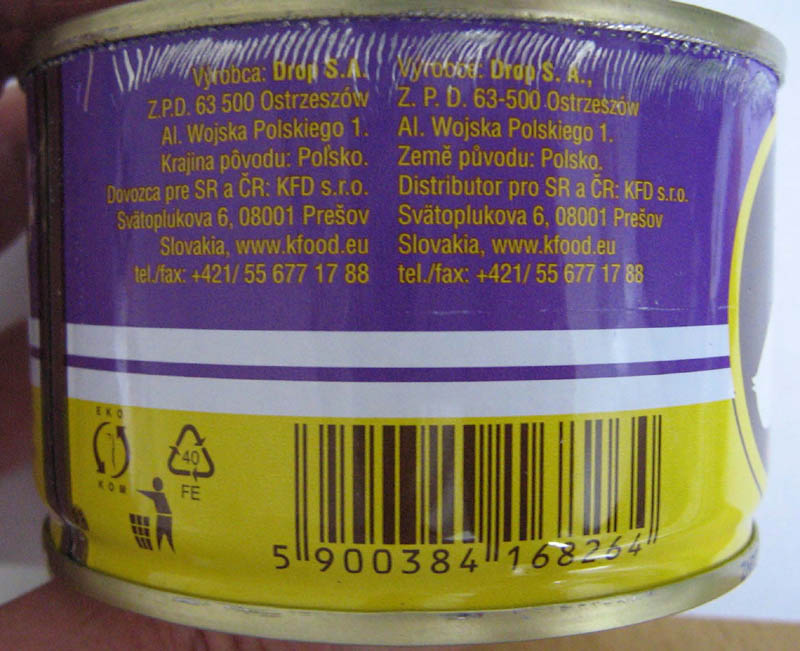 Výrobca: Drop S.A.
Z.P.D. 63 500 Ostrzeszów
Al. Wojska Polskiego 1.
Krajina pôvodu: Poľsko.
Dovozca pre SR a ČR: KFD s.r.o.
Svätoplukova 6, 08001 Prešov
Slovakia, www.kfood.eu
tel./fax: +421/ 55 677 17 88
Výrobce: Drop S. A.,
Z. P. D. 63-500 Ostrzeszów
Al. Wojska Polskiego 1.
Země původu: Polsko.
Distributor pro SR a ČR: KFD s.r.o.
Svätoplukova 6, 08001 Prešov
Slovakia, www.kfood.eu
tel./fax: +421/ 55 677 17 88
EKO
KOM
40
FE
5 900384 168264